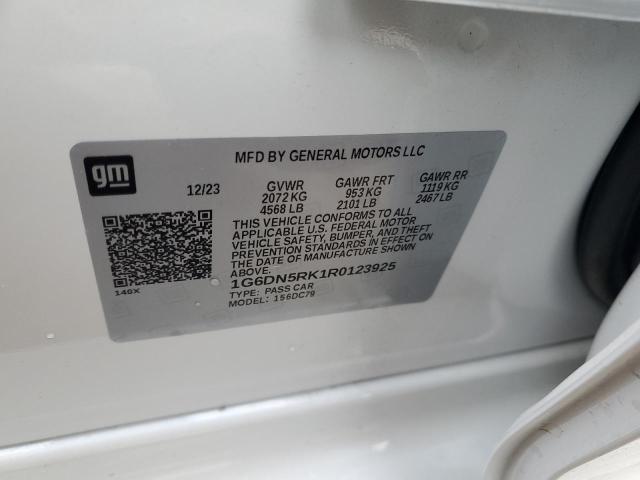 gm
MFD BY GENERAL MOTORS LLC
12/23
GVWR GAWR FRT GAWR RR
2072 KG 953 KG 1119 KG
4568 LB 2101 LB 2467 LB
THIS VEHICLE CONFORMS TO ALL
APPLICABLE U.S. FEDERAL MOTOR
VEHICLE SAFETY, BUMPER, AND THEFT
PREVENTION STANDARDS IN EFFECT ON
THE DATE OF MANUFACTURE SHOWN
ABOVE.
1G6DN5RK1R0123925
TYPE: PASS CAR
MODEL: 156DC79
140X